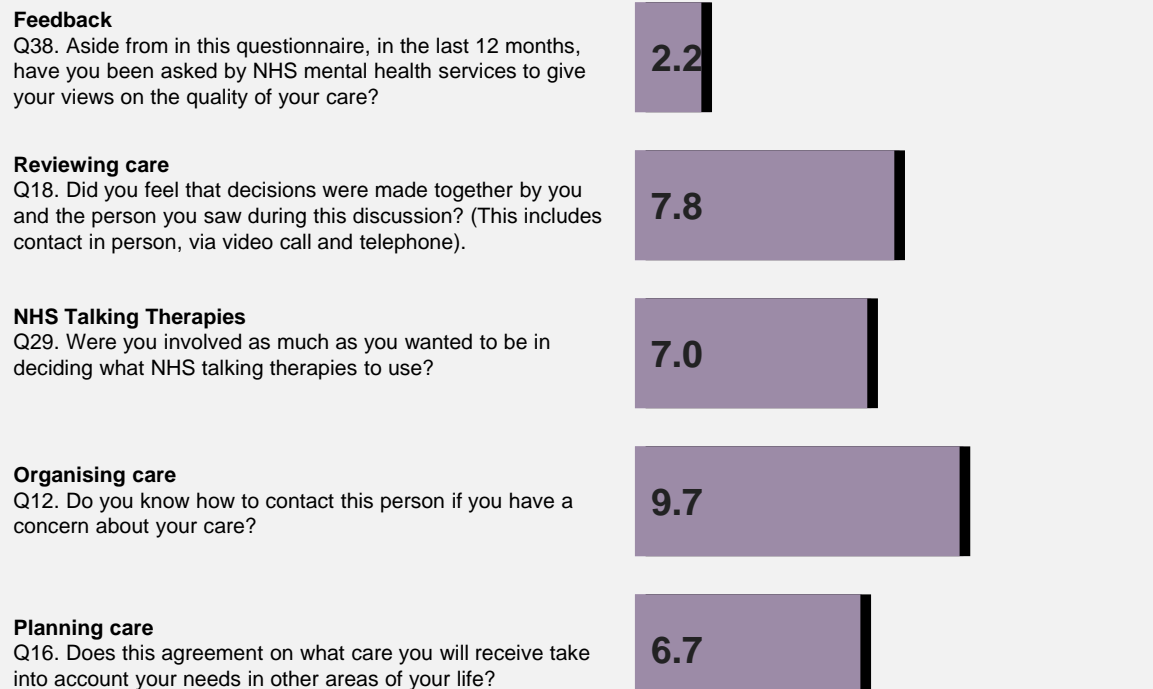 Feedback
Q38. Aside from in this questionnaire, in the last 12 months,
have you been asked by NHS mental health services to give
your views on the quality of your care?
2.2
Reviewing care
Q18. Did you feel that decisions were made together by you
and the person you saw during this discussion? (This includes
contact in person, via video call and telephone).
7.8
NHS Talking Therapies
Q29. Were you involved as much as you wanted to be in
deciding what NHS talking therapies to use?
7.0
Organising care
Q12. Do you know how to contact this person if you have a
concern about your care?
9.7
Planning care
Q16. Does this agreement on what care you will receive take
into account your needs in other areas of your life?
6.7